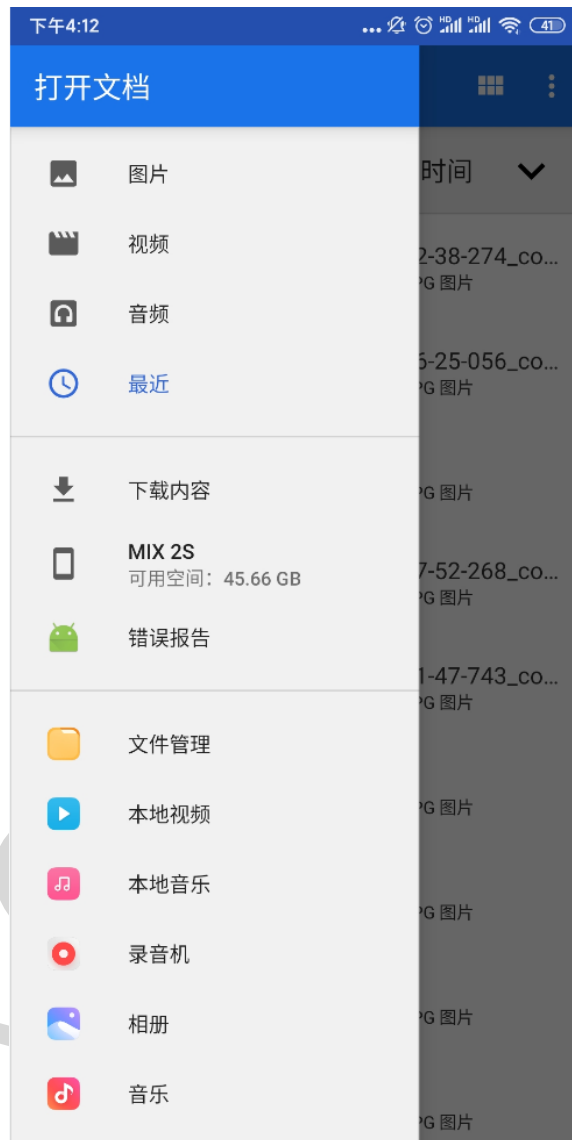 下午4:12
... HD HD 41
打开文档
图片
时间
视频
2-38-274_co...
PG 图片
音频
最近
6-25-056_co...
PG 图片
下载内容
PG 图片
MIX 2S
可用空间：45.66 GB
7-52-268_co...
PG 图片
错误报告
1-47-743_co...
PG 图片
文件管理
本地视频
PG 图片
本地音乐
PG 图片
录音机
相册
PG 图片
音乐
PG 图片